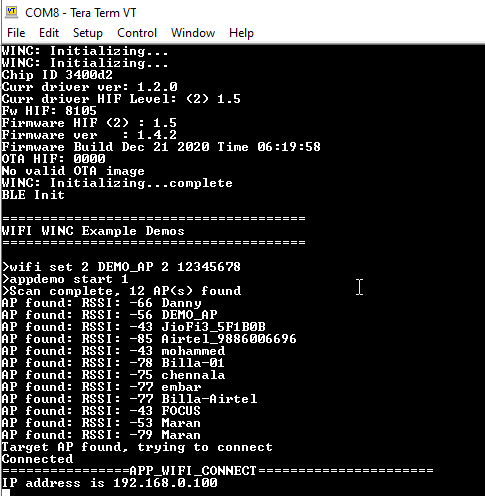 COM8 - Tera Term VT
File Edit Setup Control Window Help
WINC: Initializing...
WINC: Initializing...
Chip ID 3400d2
Curr driver ver: 1.2.0
Curr driver HIF Level: (2) 1.5
Fw HIF: 8105
Firmware HIF (2) : 1.5
Firmware ver   : 1.4.2
Firmware Build Dec 21 2020 Time 06:19:58
OTA HIF: 0000
No valid OTA image
WINC: Initializing...complete
BLE Init
======================================
WIFI WINC Example Demos
======================================
>wifi set 2 DEMO_AP 2 12345678
>appdemo start 1
>Scan complete, 12 AP(s) found
AP found: RSSI: -66 Danny
AP found: RSSI: -56 DEMO_AP
AP found: RSSI: -43 JioFi3_5F1B0B
AP found: RSSI: -85 Airtel_9886006696
AP found: RSSI: -43 mohammed
AP found: RSSI: -78 Billa-01
AP found: RSSI: -75 chennala
AP found: RSSI: -77 embar
AP found: RSSI: -77 Billa-Airtel
AP found: RSSI: -43 FOCUS
AP found: RSSI: -53 Maran
AP found: RSSI: -79 Maran
Target AP found, trying to connect
Connected
================APP_WIFI_CONNECT======================
IP address is 192.168.0.100